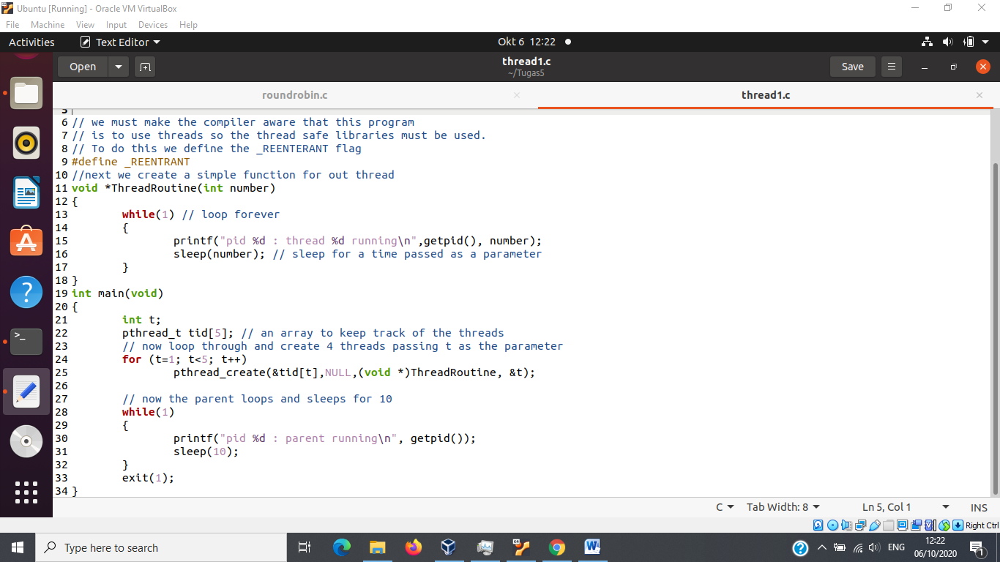 Ubuntu [Running] - Oracle VM VirtualBox
File Machine View Input Devices Help
Activities Text Editor Okt 6 12:22
Open thread1.c Save
~/Tugas5
roundrobin.c thread1.c
5
6 // we must make the compiler aware that this program
7 // is to use threads so the thread safe libraries must be used.
8 // To do this we define the _REENTERANT flag
9 #define _REENTRANT
10 //next we create a simple function for out thread
11 void *ThreadRoutine(int number)
12 {
13 while(1) // loop forever
14 {
15 printf("pid %d : thread %d running\n",getpid(), number);
16 sleep(number); // sleep for a time passed as a parameter
17 }
18 }
19 int main(void)
20 {
21 int t;
22 pthread_t tid[5]; // an array to keep track of the threads
23 // now loop through and create 4 threads passing t as the parameter
24 for (t=1; t<5; t++)
25 pthread_create(&tid[t],NULL,(void *)ThreadRoutine, &t);
26
27 // now the parent loops and sleeps for 10
28 while(1)
29 {
30 printf("pid %d : parent running\n", getpid());
31 sleep(10);
32 }
33 exit(1);
34 }
C Tab Width: 8 Ln 5, Col 1 INS
Right Ctrl
Type here to search ENG 12:22
06/10/2020 1